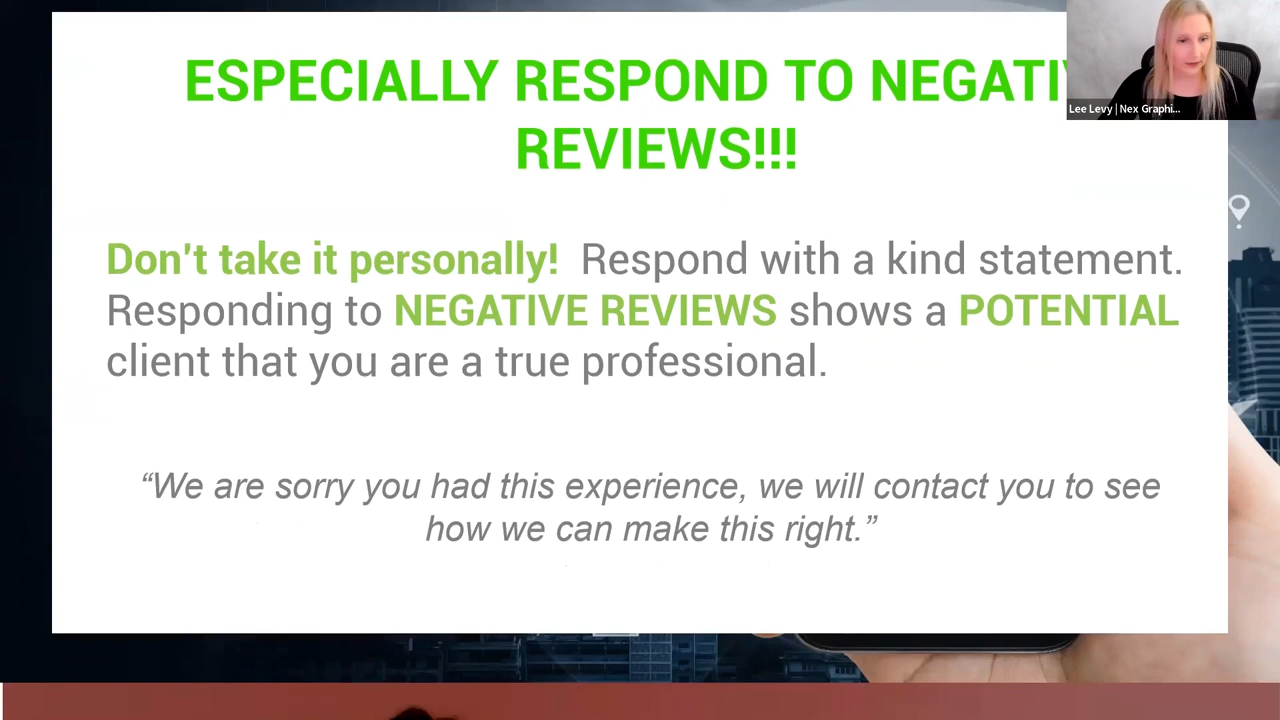 ESPECIALLY RESPOND TO NEGATI
REVIEWS!!!
Lee Levy | Nex Graphi...
Don't take it personally! Respond with a kind statement.
Responding to NEGATIVE REVIEWS shows a POTENTIAL
client that you are a true professional.
“We are sorry you had this experience, we will contact you to see
how we can make this right.”